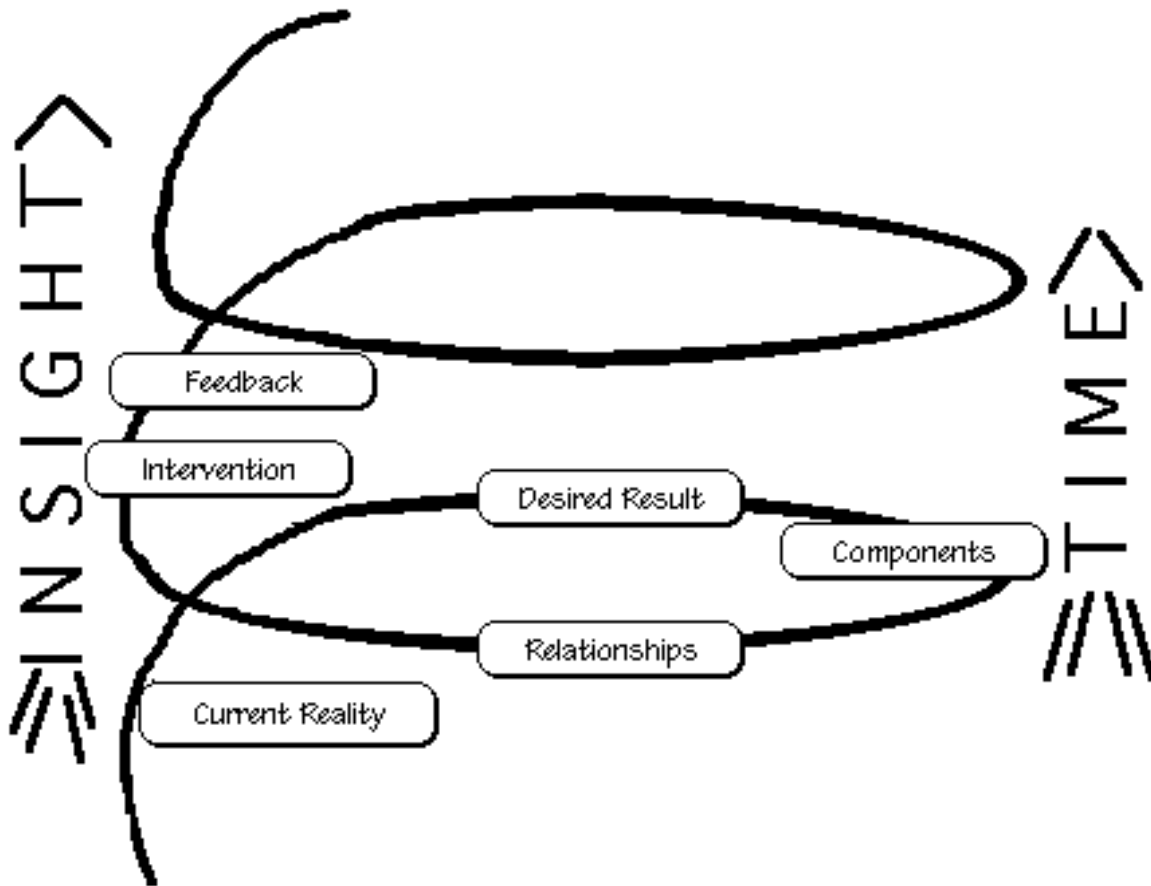 INSIGHT
TIME
Feedback
Intervention
Desired Result
Components
Relationships
Current Reality